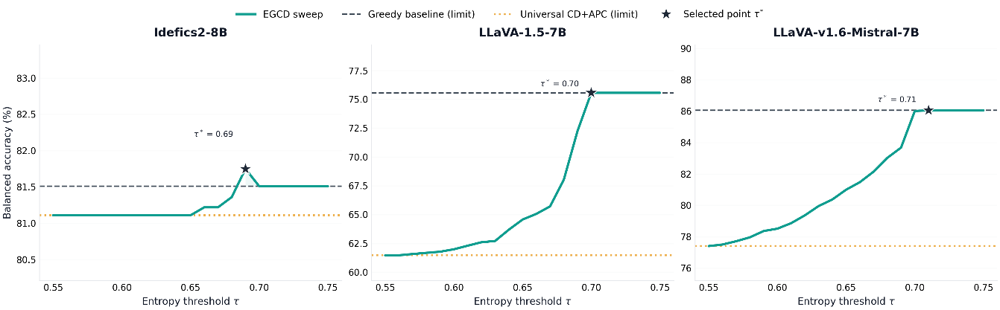 EGCD sweep
Greedy baseline (limit)
Universal CD+APC (limit)
Selected point τ*
Idefics2-8B
LLaVA-1.5-7B
LLaVA-v1.6-Mistral-7B
Balanced accuracy (%)
83.0
82.5
82.0
81.5
81.0
80.5
τ* = 0.69
0.55 0.60 0.65 0.70 0.75
Entropy threshold τ
77.5
75.0
72.5
70.0
67.5
65.0
62.5
60.0
τ* = 0.70
0.55 0.60 0.65 0.70 0.75
Entropy threshold τ
90
88
86
84
82
80
78
76
τ* = 0.71
0.55 0.60 0.65 0.70 0.75
Entropy threshold τ